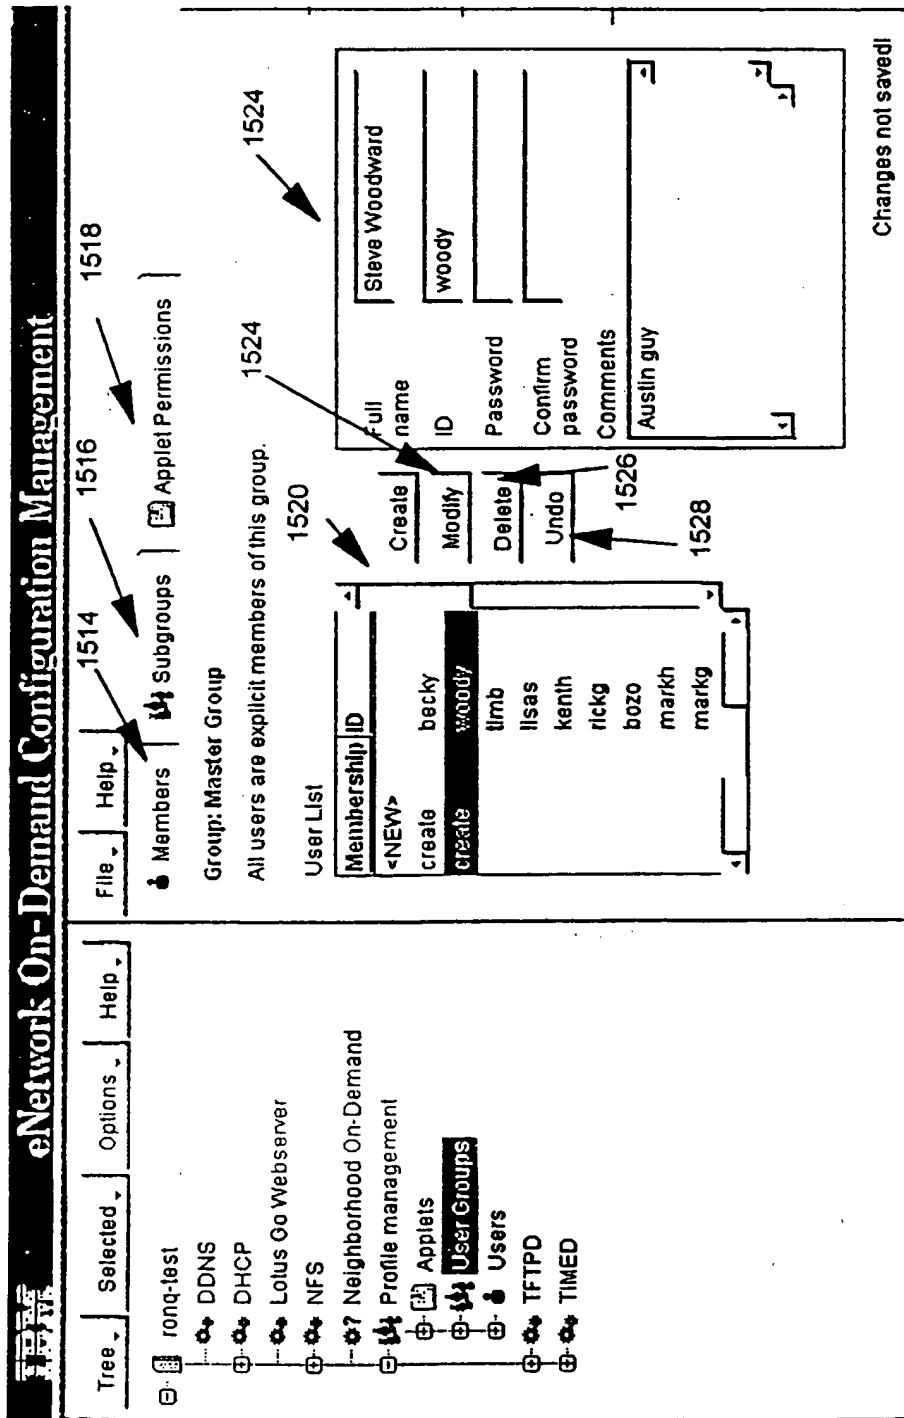 IBM
eNetwork On-Demand Configuration Management
Tree Selected Options Help
ronq-test
DDNS
DHCP
Lotus Go Webserver
NFS
Neighborhood On-Demand
Profile management
Applets
User Groups
Users
TFTPD
TIMED
File Help
1514
1516
1518
Members Subgroups Applet Permissions
Group: Master Group
All users are explicit members of this group.
User List
1520
1524
1524
Membership ID
<NEW>
create becky
create woody
timb
lisas
kenth
rickg
bozo
markh
markg
Create
Modify
Delete
Undo
1526
1528
Full name Steve Woodward
ID woody
Password
Confirm password
Comments
Austin guy
Changes not saved!